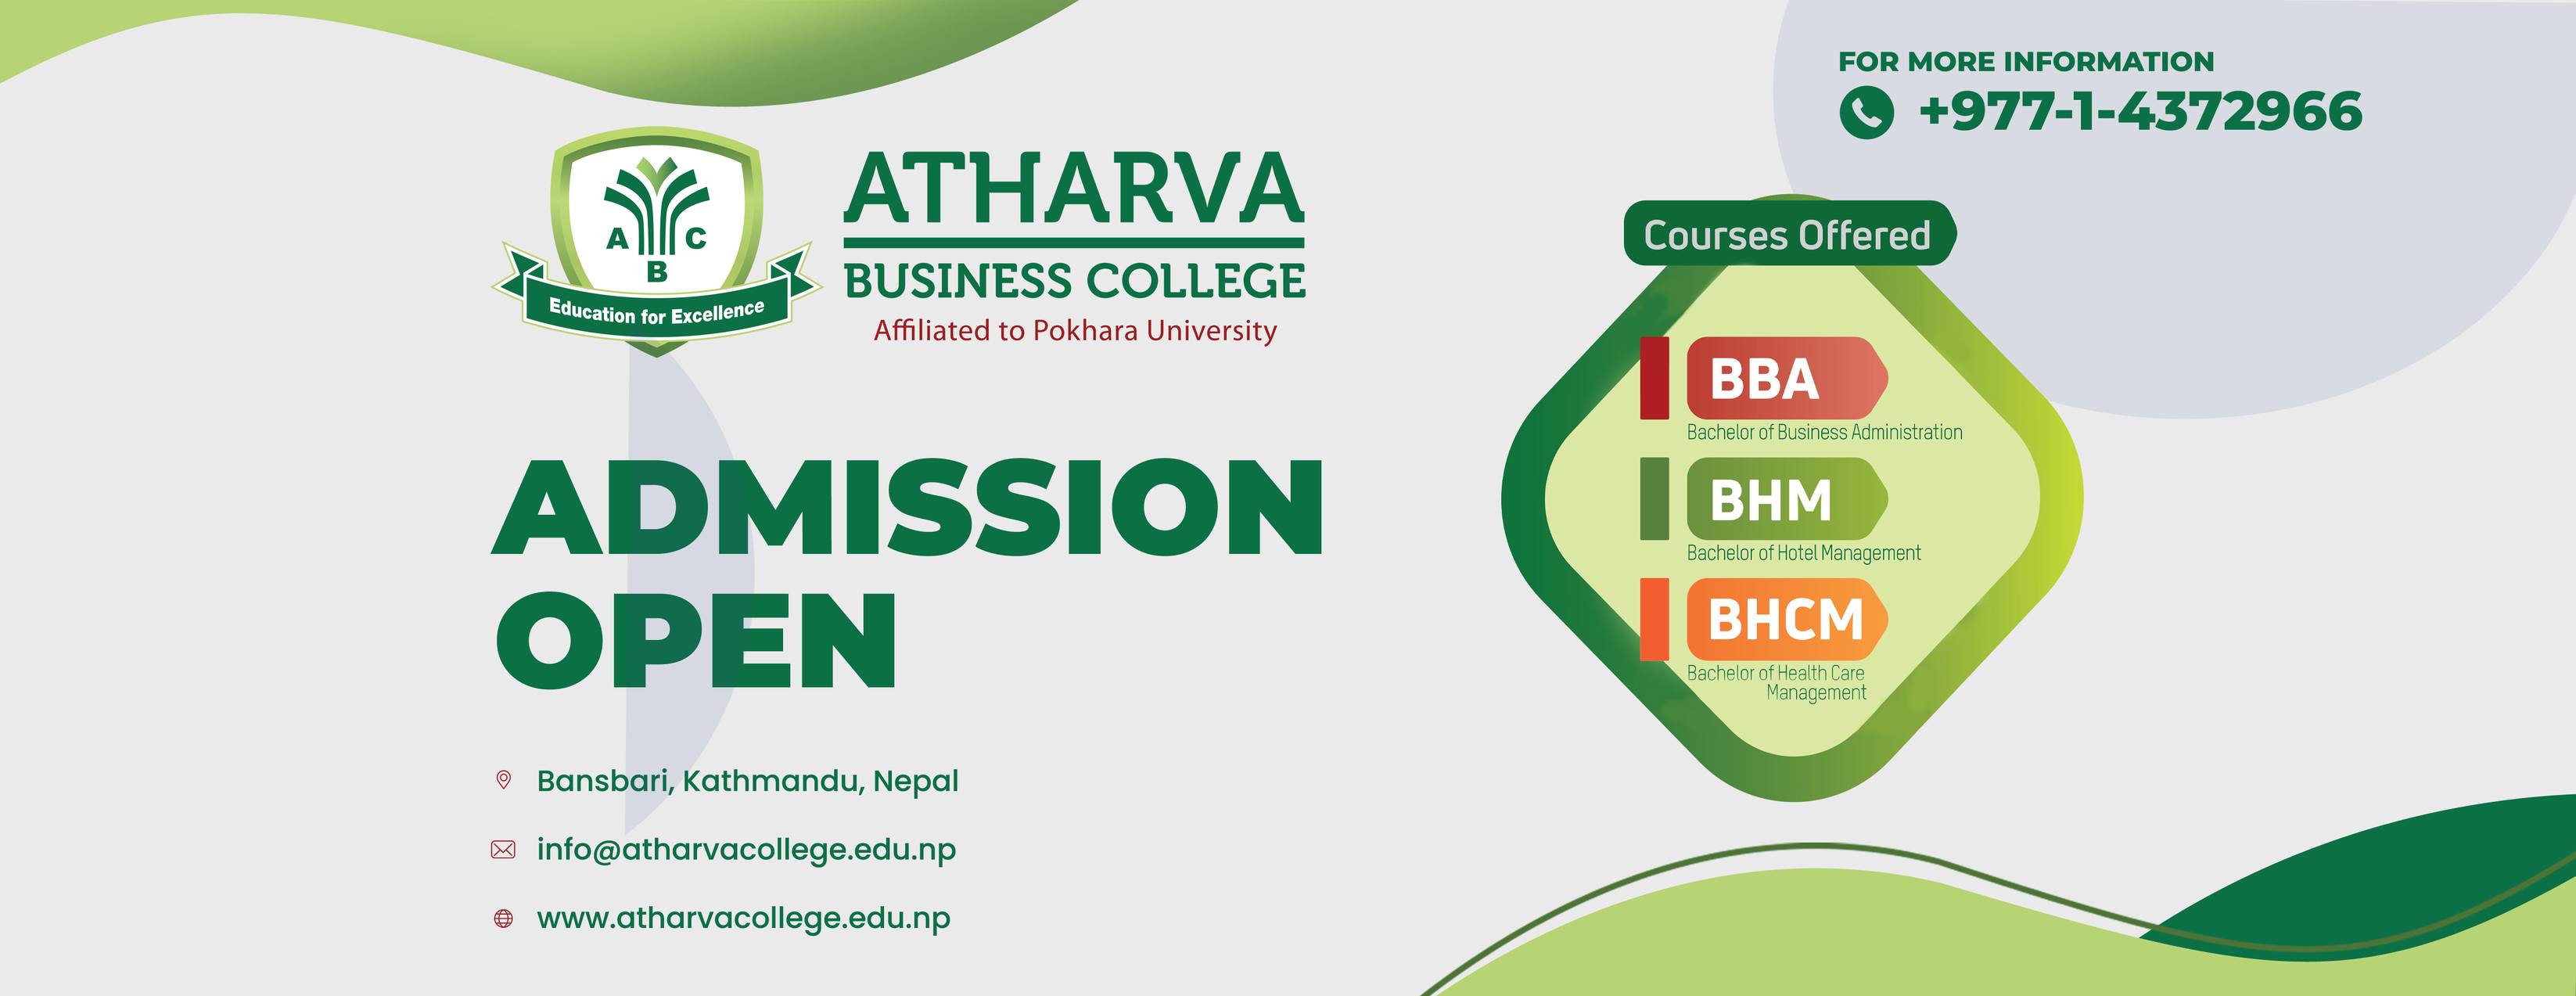 FOR MORE INFORMATION
+977-1-4372966
A C
B
Education for Excellence
ATHARVA
BUSINESS COLLEGE
Affiliated to Pokhara University
ADMISSION
OPEN
Bansbari, Kathmandu, Nepal
info@atharvacollege.edu.np
www.atharvacollege.edu.np
Courses Offered
BBA
Bachelor of Business Administration
BHM
Bachelor of Hotel Management
BHCM
Bachelor of Health Care
Management